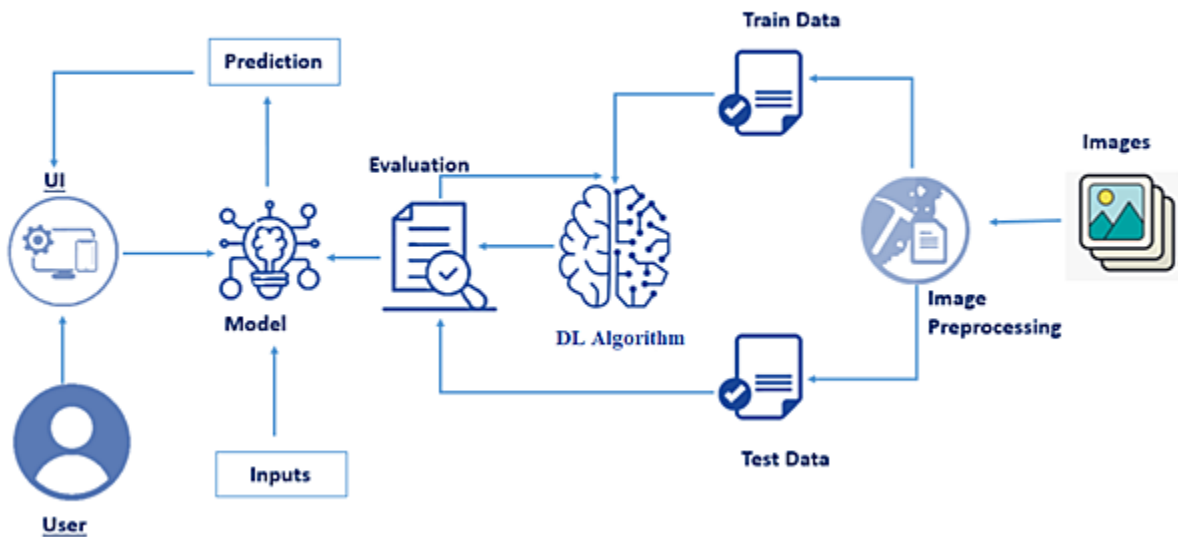 Train Data
Prediction
Images
Evaluation
UI
Model
Image
Preprocessing
DL Algorithm
Test Data
Inputs
User